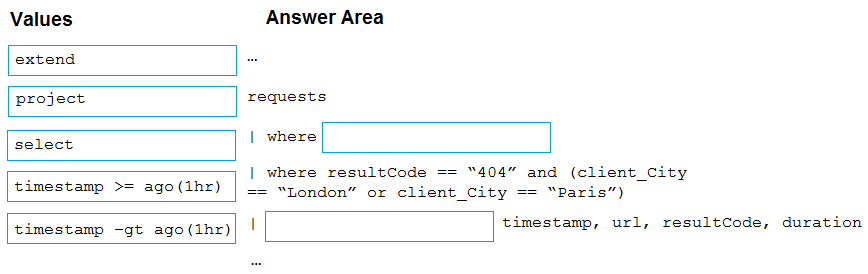 Values
Answer Area
extend
…
project
requests
select
| where
timestamp >= ago(1hr)
| where resultCode == “404” and (client_City
== “London” or client_City == “Paris”)
timestamp -gt ago(1hr)
| timestamp, url, resultCode, duration
…